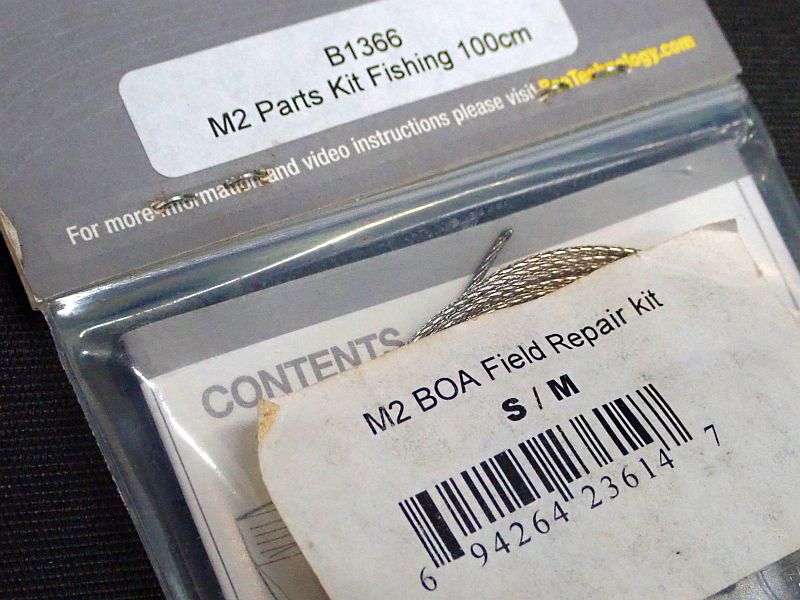 B1366
M2 Parts Kit Fishing 100cm
For more information and video instructions please visit BoaTechnology.com
CONTENTS
M2 BOA Field Repair kit
S / M
6 94264 23614 7